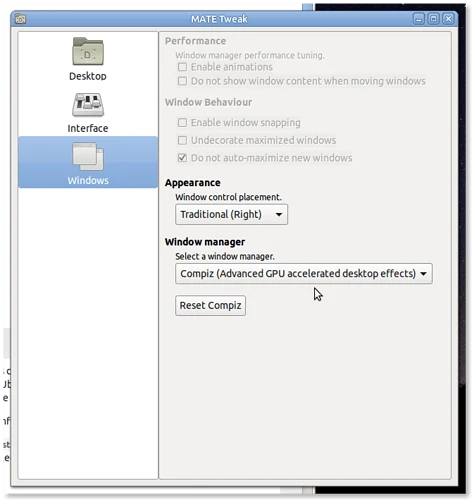 MATE Tweak
Desktop
Interface
Windows
Performance
Window manager performance tuning.
Enable animations
Do not show window content when moving windows
Window Behaviour
Enable window snapping
Undecorate maximized windows
Do not auto-maximize new windows
Appearance
Window control placement.
Traditional (Right)
Window manager
Select a window manager.
Compiz (Advanced GPU accelerated desktop effects)
Reset Compiz